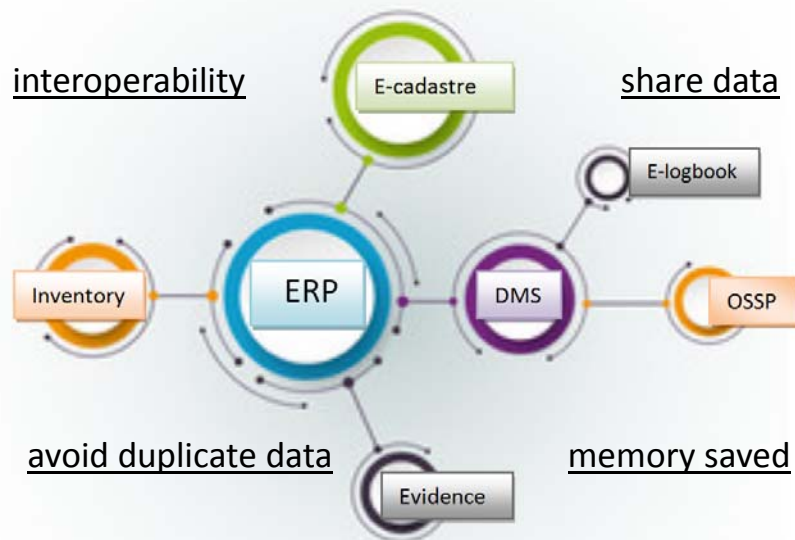 interoperability
E-cadastre
share data
E-logbook
Inventory
ERP
DMS
OSSP
avoid duplicate data
memory saved
Evidence